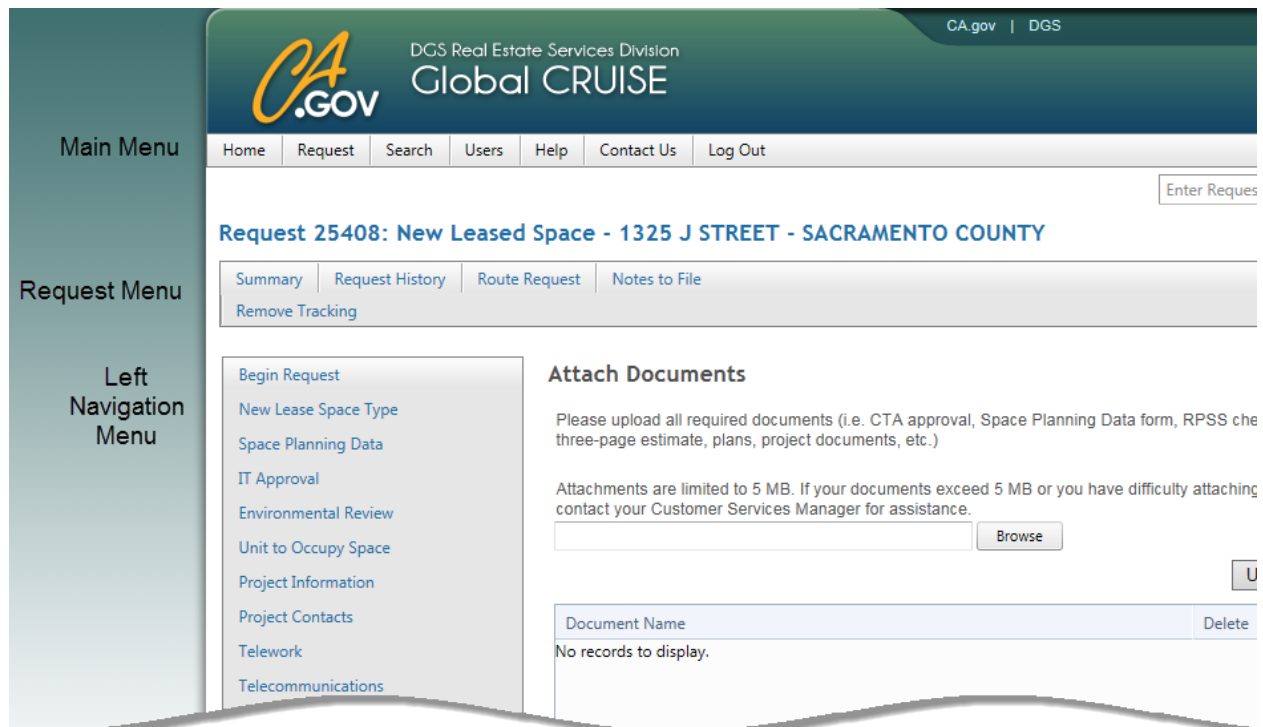 CA.gov | DGS
CA.GOV
DGS Real Estate Services Division
Global CRUISE
Main Menu
Home Request Search Users Help Contact Us Log Out
Enter Reques
Request 25408: New Leased Space - 1325 J STREET - SACRAMENTO COUNTY
Request Menu
Summary Request History Route Request Notes to File
Remove Tracking
Left
Navigation
Menu
Begin Request
New Lease Space Type
Space Planning Data
IT Approval
Environmental Review
Unit to Occupy Space
Project Information
Project Contacts
Telework
Telecommunications
Attach Documents
Please upload all required documents (i.e. CTA approval, Space Planning Data form, RPSS che
three-page estimate, plans, project documents, etc.)
Attachments are limited to 5 MB. If your documents exceed 5 MB or you have difficulty attaching
contact your Customer Services Manager for assistance.
Browse
U
Document Name Delete
No records to display.